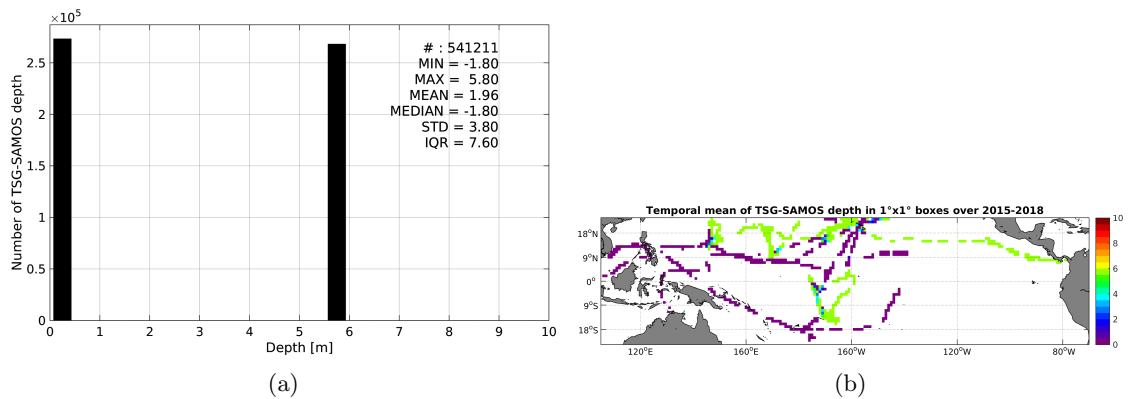 ×10⁵
Number of TSG-SAMOS depth
2.5
2
1.5
1
0.5
0
# : 541211
MIN = -1.80
MAX = 5.80
MEAN = 1.96
MEDIAN = -1.80
STD = 3.80
IQR = 7.60
0 1 2 3 4 5 6 7 8 9 10
Depth [m]
(a)
Temporal mean of TSG-SAMOS depth in 1°x1° boxes over 2015-2018
18°N
9°N
0°
9°S
18°S
120°E 160°E 160°W 120°W 80°W
10
8
6
4
2
0
(b)